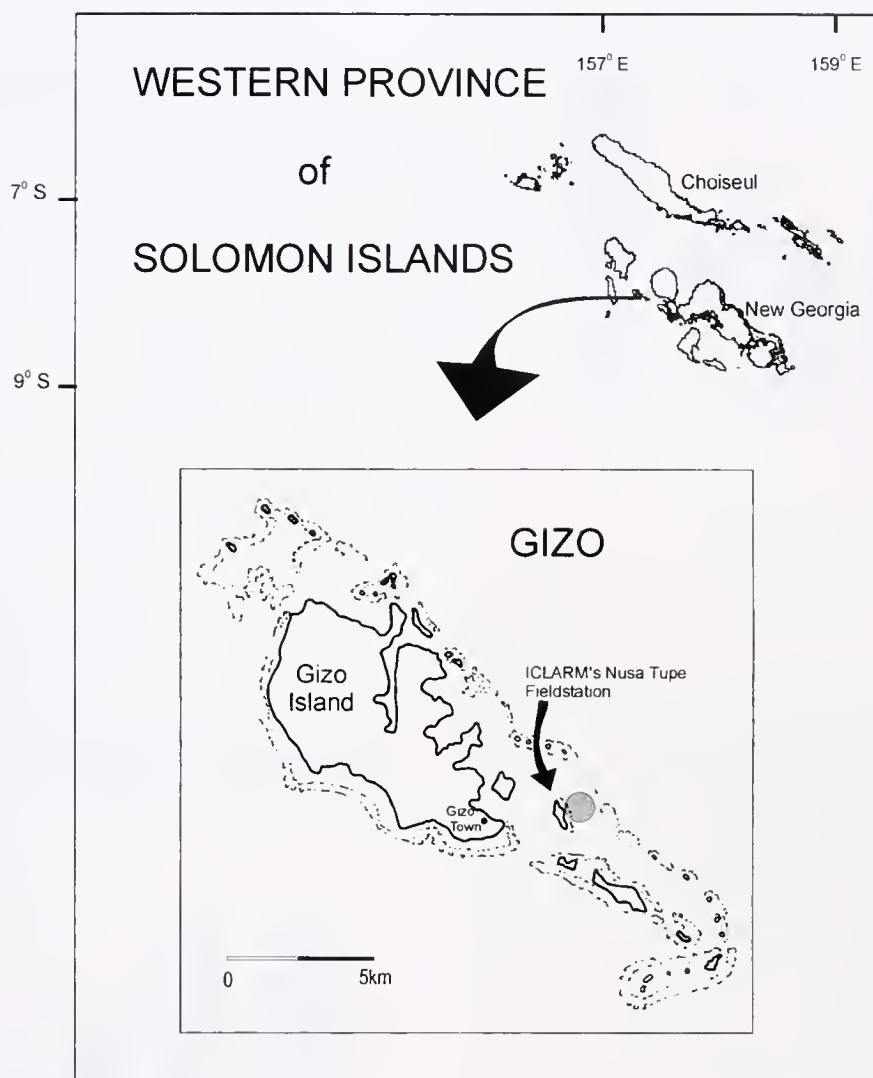 157° E
159° E
WESTERN PROVINCE
of
SOLOMON ISLANDS
7° S
Choiseul
New Georgia
9° S
GIZO
ICLARM's Nusa Tupe
Fieldstation
Gizo
Island
Gizo
Town
0
5km